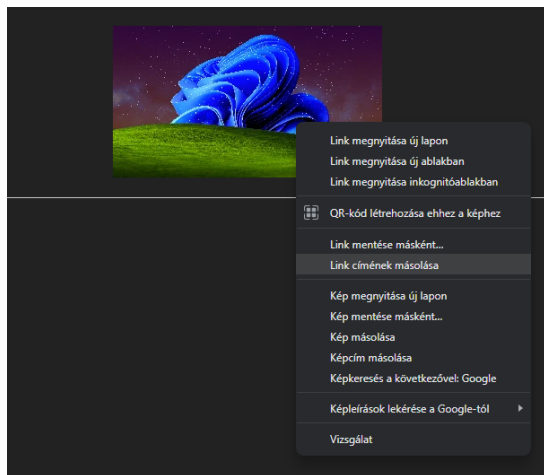 Link megnyitása új lapon
Link megnyitása új ablakban
Link megnyitása inkognitóablakban
QR-kód létrehozása ehhez a képhez
Link mentése másként...
Link címének másolása
Kép megnyitása új lapon
Kép mentése másként...
Kép másolása
Képcím másolása
Képkeresés a következővel: Google
Képleírások lekérése a Google-tól
Vizsgálat